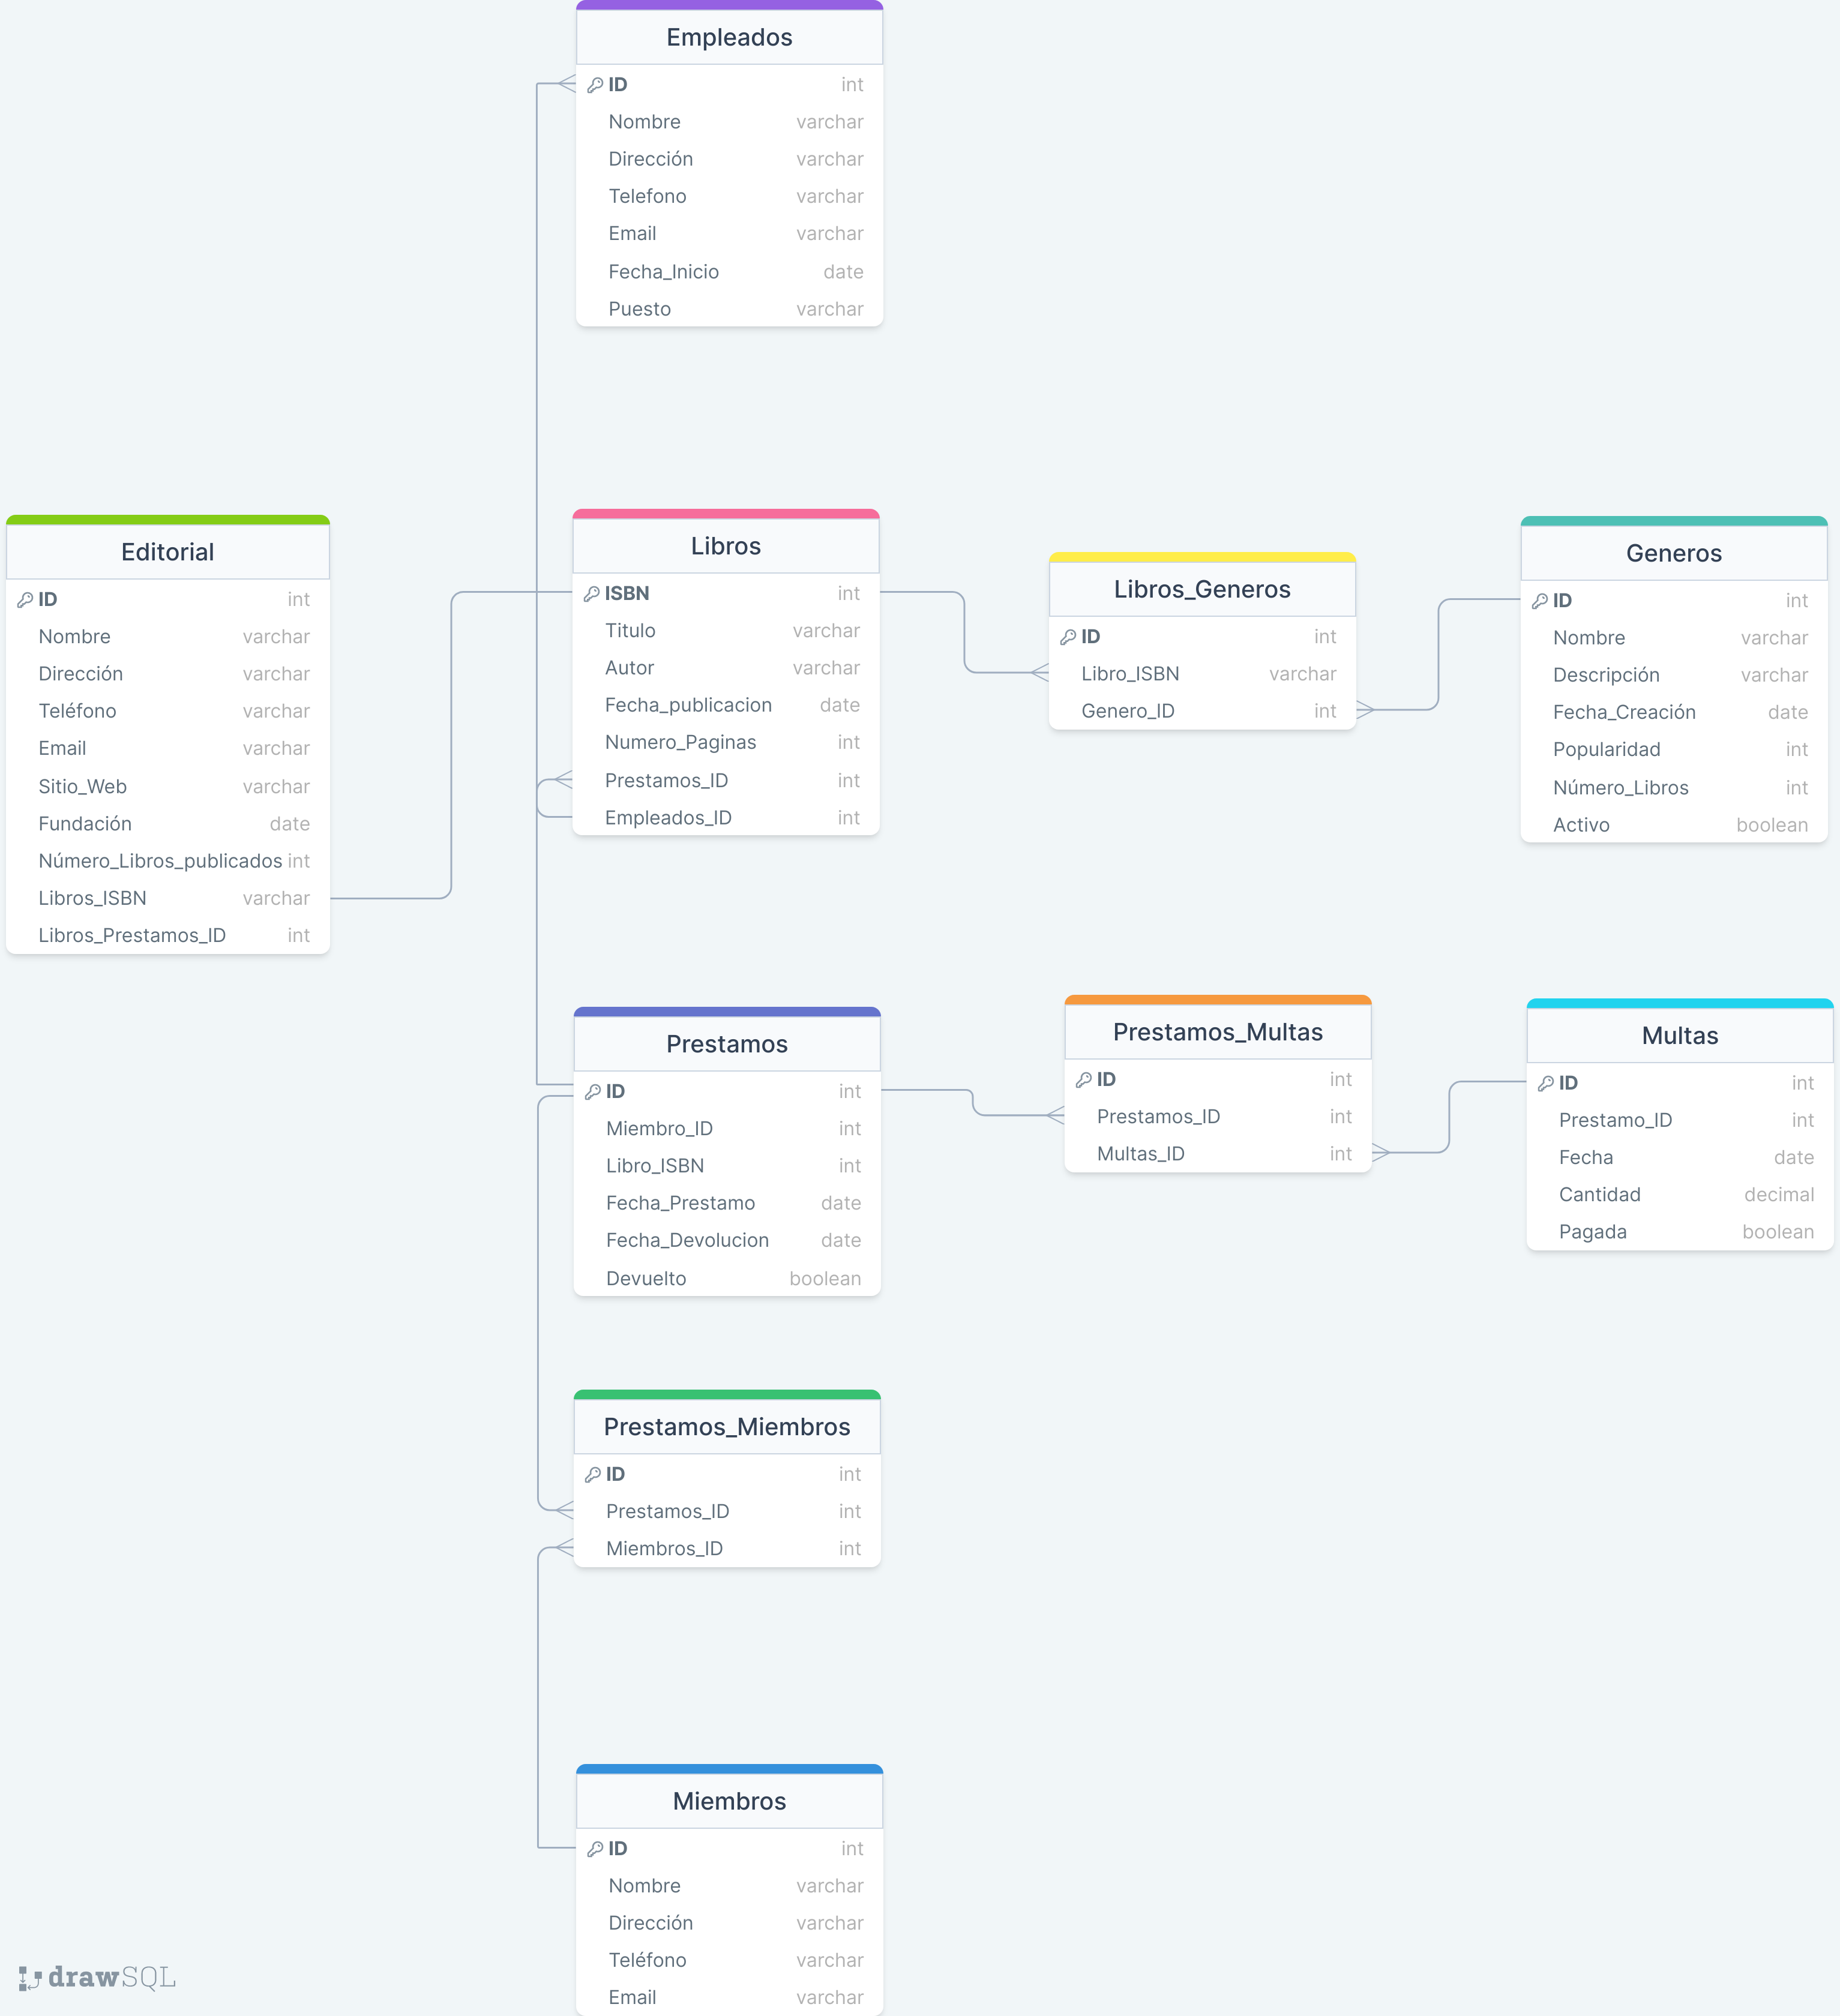 Empleados
ID int
Nombre varchar
Dirección varchar
Telefono varchar
Email varchar
Fecha_Inicio date
Puesto varchar
Editorial
ID int
Nombre varchar
Dirección varchar
Teléfono varchar
Email varchar
Sitio_Web varchar
Fundación date
Número_Libros_publicados int
Libros_ISBN varchar
Libros_Prestamos_ID int
Libros
ISBN int
Titulo varchar
Autor varchar
Fecha_publicacion date
Numero_Paginas int
Prestamos_ID int
Empleados_ID int
Libros_Generos
ID int
Libro_ISBN varchar
Genero_ID int
Generos
ID int
Nombre varchar
Descripción varchar
Fecha_Creación date
Popularidad int
Número_Libros int
Activo boolean
Prestamos
ID int
Miembro_ID int
Libro_ISBN int
Fecha_Prestamo date
Fecha_Devolucion date
Devuelto boolean
Prestamos_Multas
ID int
Prestamos_ID int
Multas_ID int
Multas
ID int
Prestamo_ID int
Fecha date
Cantidad decimal
Pagada boolean
Prestamos_Miembros
ID int
Prestamos_ID int
Miembros_ID int
Miembros
ID int
Nombre varchar
Dirección varchar
Teléfono varchar
Email varchar
drawSQL